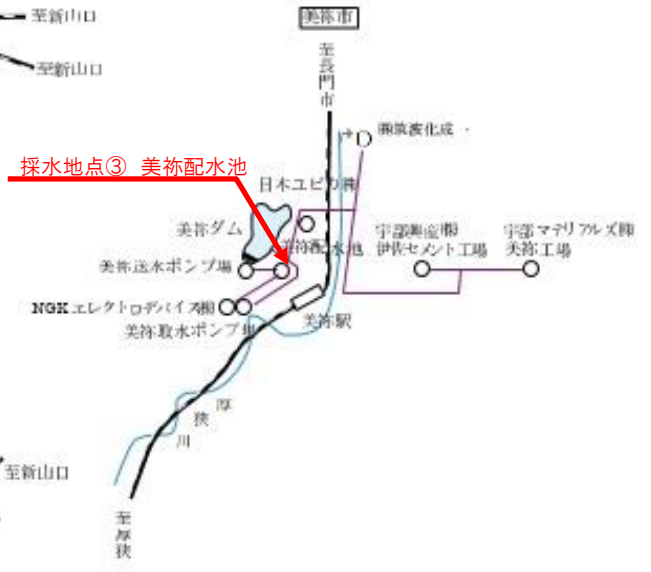 至新山口
美祢市
至新山口
至長門市
㈱筑波化成
採水地点③ 美祢配水池
日本ユピカ㈱
美祢ダム
美祢配水池
宇部興産㈱
伊佐セメント工場
宇部マテリアルズ㈱
美祢工場
美祢送水ポンプ場
NGKエレクトロデバイス㈱
美祢取水ポンプ場
美祢駅
厚
狭
川
至新山口
至厚狭